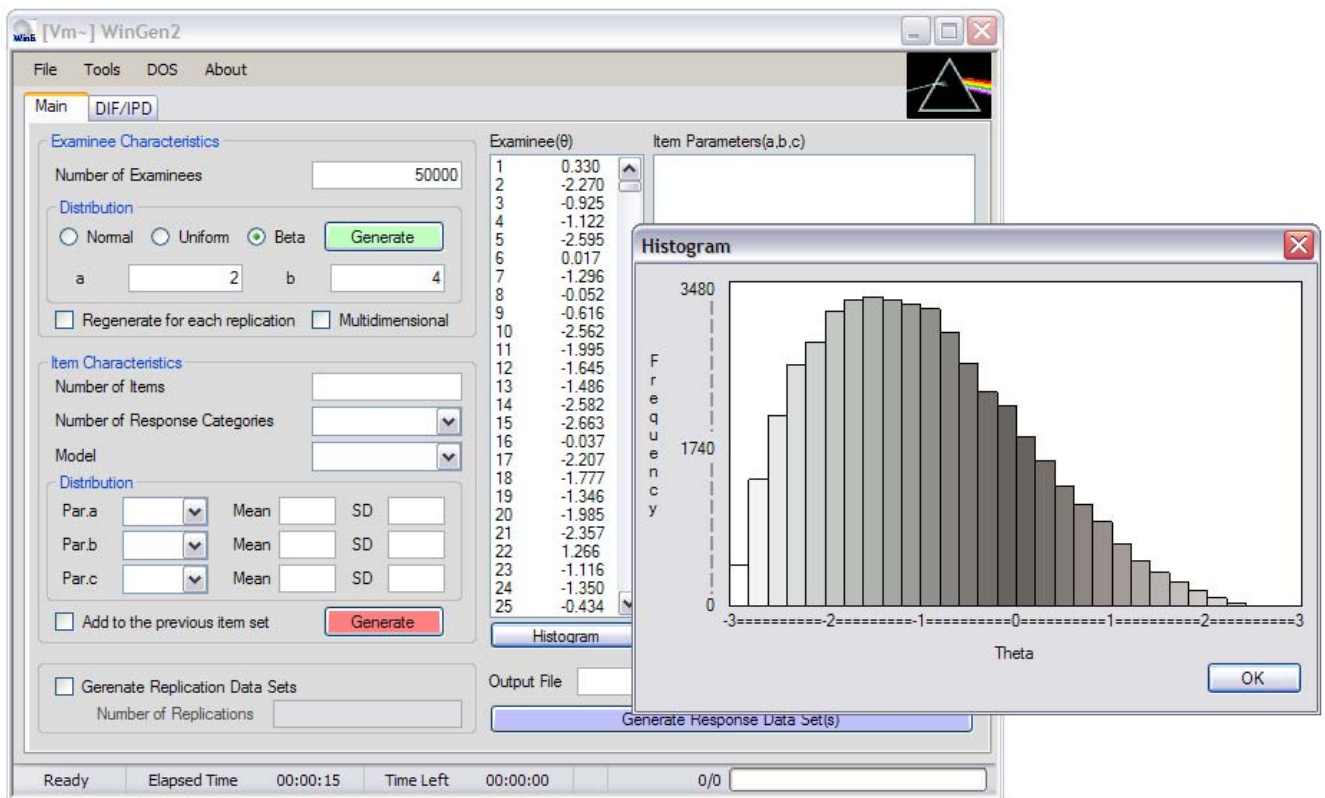 [Vm~] WinGen2
File Tools DOS About
Main DIF/IPD
Examinee Characteristics
Number of Examinees 50000
Distribution
Normal Uniform Beta Generate
a 2 b 4
Regenerate for each replication Multidimensional
Item Characteristics
Number of Items
Number of Response Categories
Model
Distribution
Par.a Mean SD
Par.b Mean SD
Par.c Mean SD
Add to the previous item set Generate
Gerenate Replication Data Sets
Number of Replications
Examinee(θ)
1 0.330
2 -2.270
3 -0.925
4 -1.122
5 -2.595
6 0.017
7 -1.296
8 -0.052
9 -0.616
10 -2.562
11 -1.995
12 -1.645
13 -1.486
14 -2.582
15 -2.663
16 -0.037
17 -2.207
18 -1.777
19 -1.346
20 -1.985
21 -2.357
22 1.266
23 -1.116
24 -1.350
25 -0.434
Histogram
Item Parameters(a,b,c)
Output File
Generate Response Data Set(s)
Histogram
3480
Frequency
1740
0
-3==========-2=========-1==========0==========1=========2==========3
Theta
OK
Ready Elapsed Time 00:00:15 Time Left 00:00:00 0/0